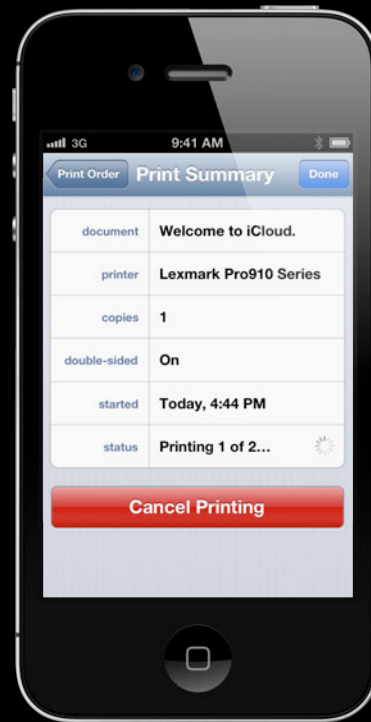 3G 9:41 AM
Print Order Print Summary Done
document Welcome to iCloud.
printer Lexmark Pro910 Series
copies 1
double-sided On
started Today, 4:44 PM
status Printing 1 of 2...
Cancel Printing